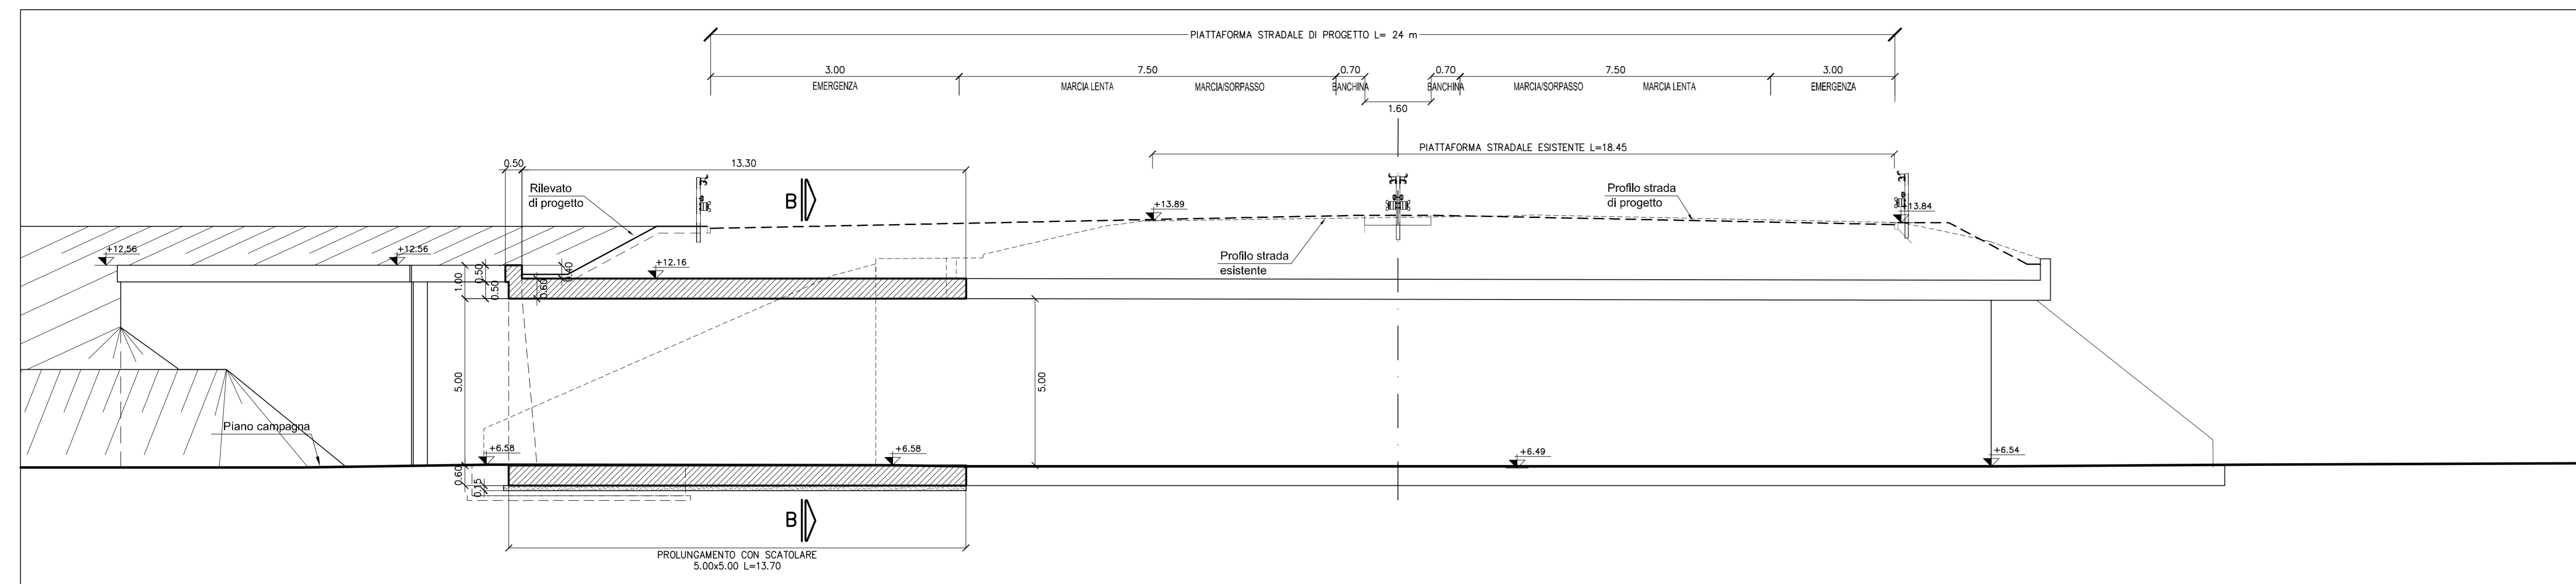 PIATTAFORMA STRADALE DI PROGETTO L= 24 m
3.00 7.50 0.70 0.70 7.50 3.00
EMERGENZA MARCIA LENTA MARCIA/SORPASSO BANCHINA BANCHINA MARCIA/SORPASSO MARCIA LENTA EMERGENZA
1.60
PIATTAFORMA STRADALE ESISTENTE L=18.45
0.50 13.30
Rilevato
di progetto
B
Profilo strada
di progetto
+13.89
+13.84
+12.56
+12.56
Profilo strada
esistente
+12.16
1.00
0.50
0.50
0.60
0.40
5.00
5.00
Piano campagna
+6.58
+6.58
+6.49
+6.54
0.60
0.15
B
PROLUNGAMENTO CON SCATOLARE
5.00x5.00 L=13.70